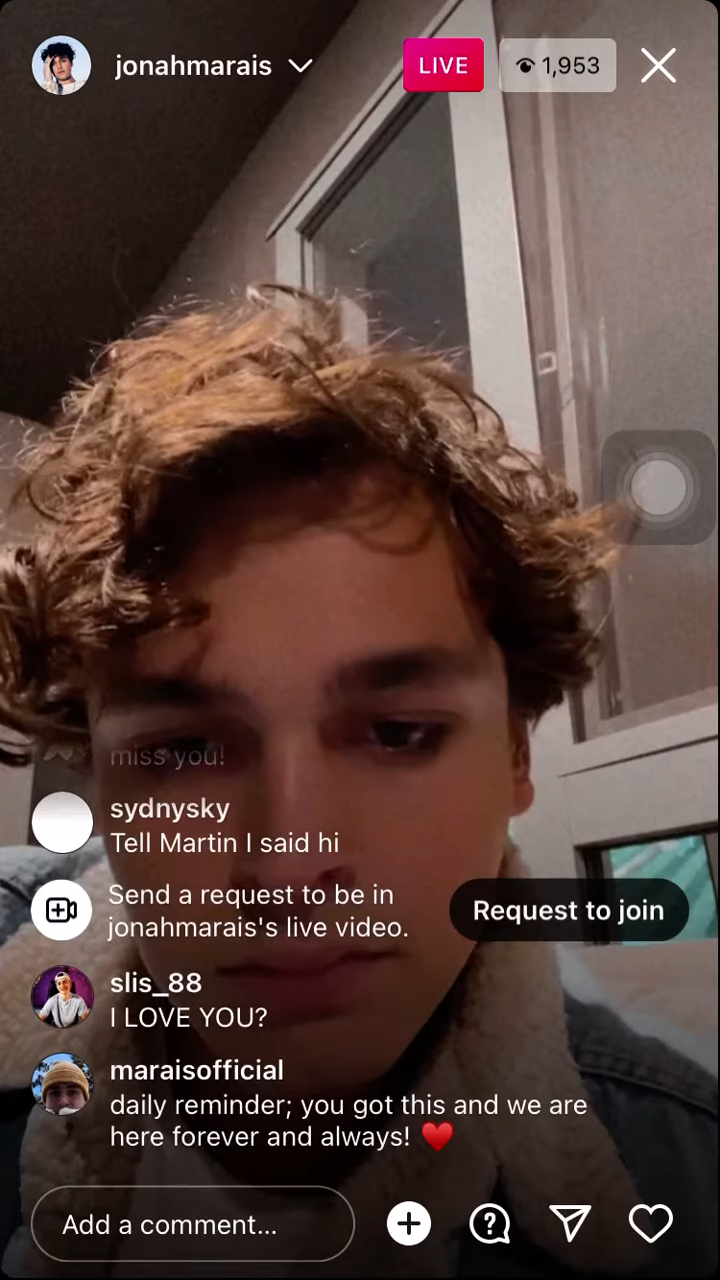 jonahmarais
LIVE
1,953
miss you!
sydnysky
Tell Martin I said hi
Send a request to be in
jonahmarais's live video.
Request to join
slis_88
I LOVE YOU?
maraisofficial
daily reminder; you got this and we are
here forever and always! ❤️
Add a comment...